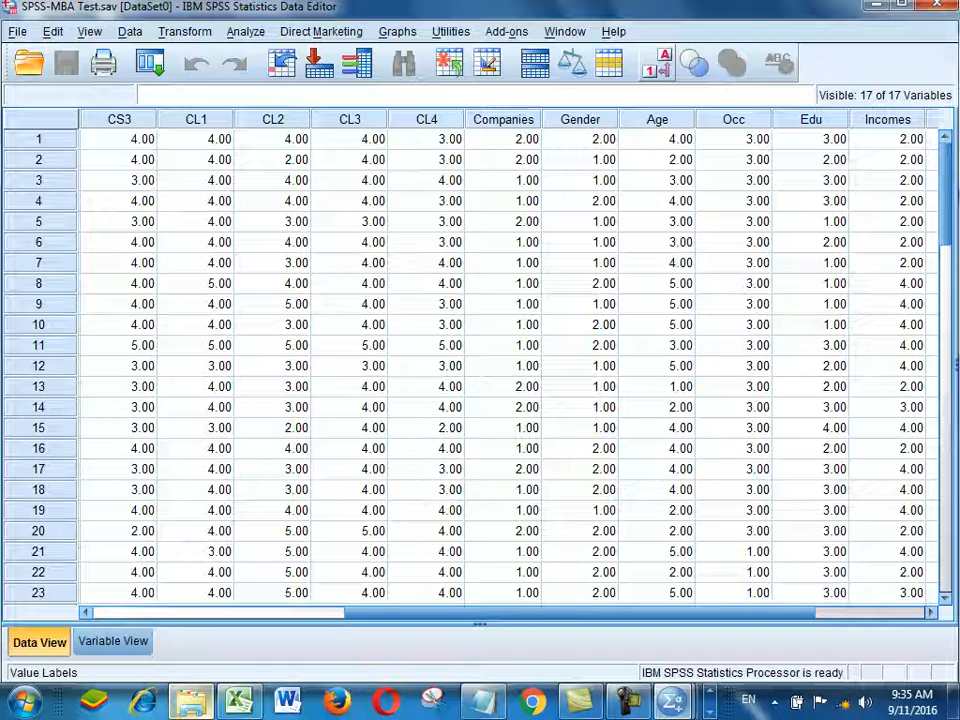 SPSS-MBA Test.sav [DataSet0] - IBM SPSS Statistics Data Editor
File Edit View Data Transform Analyze Direct Marketing Graphs Utilities Add-ons Window Help
A
1
ABC
Visible: 17 of 17 Variables
CS3 CL1 CL2 CL3 CL4 Companies Gender Age Occ Edu Incomes
1 4.00 4.00 4.00 4.00 3.00 2.00 2.00 4.00 3.00 3.00 2.00
2 4.00 4.00 2.00 4.00 3.00 2.00 1.00 2.00 3.00 2.00 2.00
3 3.00 4.00 4.00 4.00 4.00 1.00 1.00 3.00 3.00 3.00 2.00
4 4.00 4.00 4.00 4.00 3.00 1.00 2.00 4.00 3.00 3.00 2.00
5 3.00 4.00 3.00 3.00 3.00 2.00 1.00 3.00 3.00 1.00 2.00
6 4.00 4.00 4.00 4.00 3.00 1.00 1.00 3.00 3.00 2.00 2.00
7 4.00 4.00 3.00 4.00 4.00 1.00 1.00 4.00 3.00 1.00 2.00
8 4.00 5.00 4.00 4.00 3.00 1.00 2.00 5.00 3.00 1.00 4.00
9 4.00 4.00 5.00 4.00 3.00 1.00 1.00 5.00 3.00 1.00 4.00
10 4.00 4.00 3.00 4.00 3.00 1.00 2.00 5.00 3.00 1.00 4.00
11 5.00 5.00 5.00 5.00 5.00 1.00 2.00 3.00 3.00 3.00 4.00
12 3.00 3.00 3.00 3.00 3.00 1.00 1.00 5.00 3.00 2.00 4.00
13 3.00 4.00 3.00 4.00 4.00 2.00 1.00 1.00 3.00 2.00 2.00
14 3.00 4.00 3.00 4.00 4.00 2.00 1.00 2.00 3.00 3.00 3.00
15 3.00 3.00 2.00 4.00 2.00 1.00 1.00 4.00 3.00 4.00 4.00
16 4.00 4.00 4.00 4.00 4.00 1.00 2.00 4.00 3.00 2.00 2.00
17 3.00 4.00 3.00 4.00 3.00 2.00 2.00 4.00 3.00 3.00 4.00
18 3.00 4.00 3.00 4.00 3.00 1.00 2.00 4.00 3.00 3.00 4.00
19 4.00 4.00 4.00 4.00 4.00 1.00 1.00 2.00 3.00 3.00 4.00
20 2.00 4.00 5.00 5.00 4.00 2.00 2.00 2.00 3.00 3.00 2.00
21 4.00 3.00 5.00 4.00 4.00 1.00 2.00 5.00 1.00 3.00 4.00
22 4.00 4.00 5.00 4.00 4.00 1.00 2.00 2.00 1.00 3.00 2.00
23 4.00 4.00 5.00 4.00 4.00 1.00 2.00 5.00 1.00 3.00 3.00
Data View Variable View
Value Labels IBM SPSS Statistics Processor is ready
EN 9:35 AM
9/11/2016